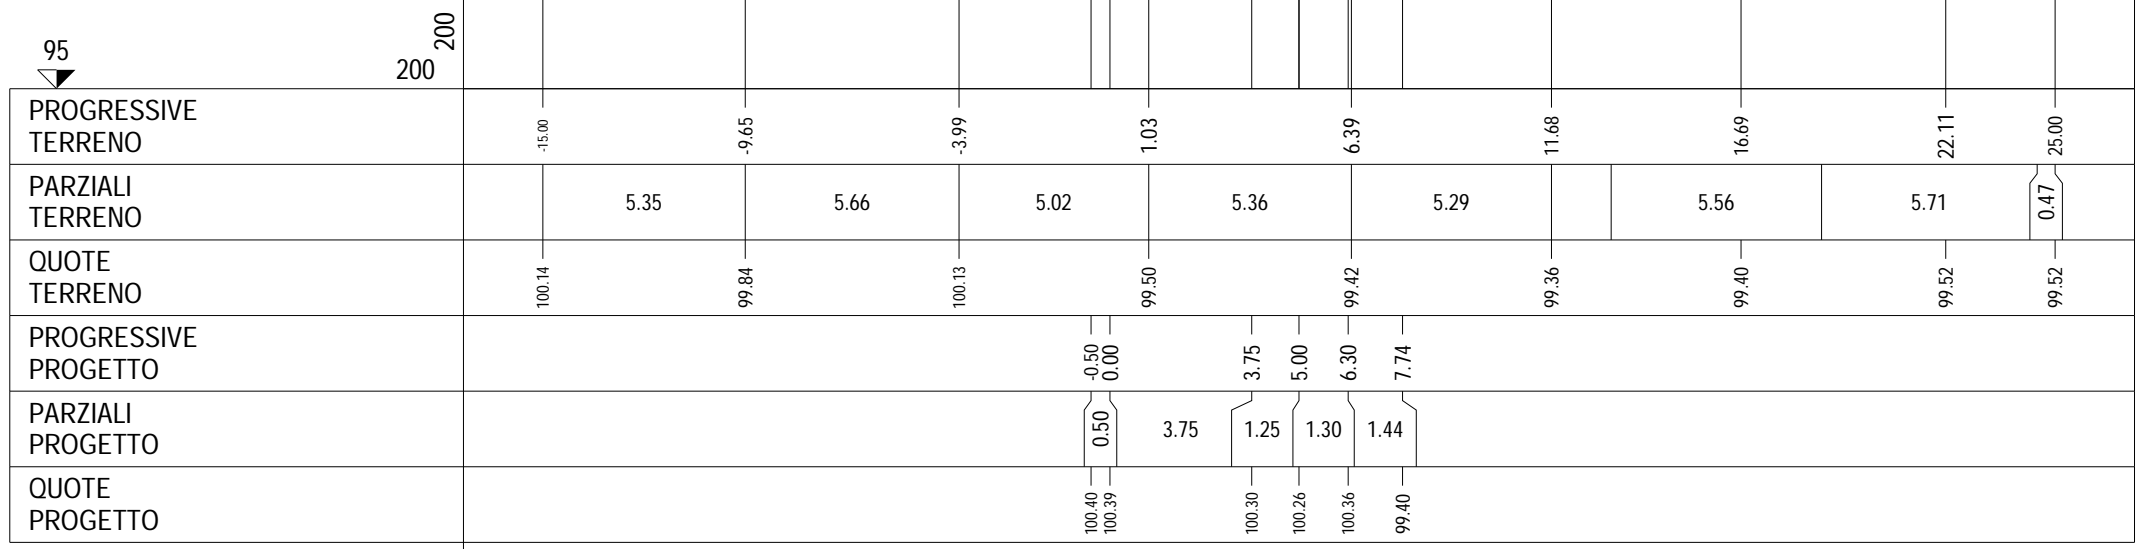 200
95
200
PROGRESSIVE
TERRENO
-15.00 -9.65 -3.99 1.03 6.39 11.68 16.69 22.11 25.00
PARZIALI
TERRENO
5.35 5.66 5.02 5.36 5.29 5.56 5.71 0.47
QUOTE
TERRENO
100.14 99.84 100.13 99.50 99.42 99.36 99.40 99.52 99.52
PROGRESSIVE
PROGETTO
-0.50 0.00 3.75 5.00 6.30 7.74
PARZIALI
PROGETTO
0.50 3.75 1.25 1.30 1.44
QUOTE
PROGETTO
100.40 100.39 100.30 100.26 100.36 99.40